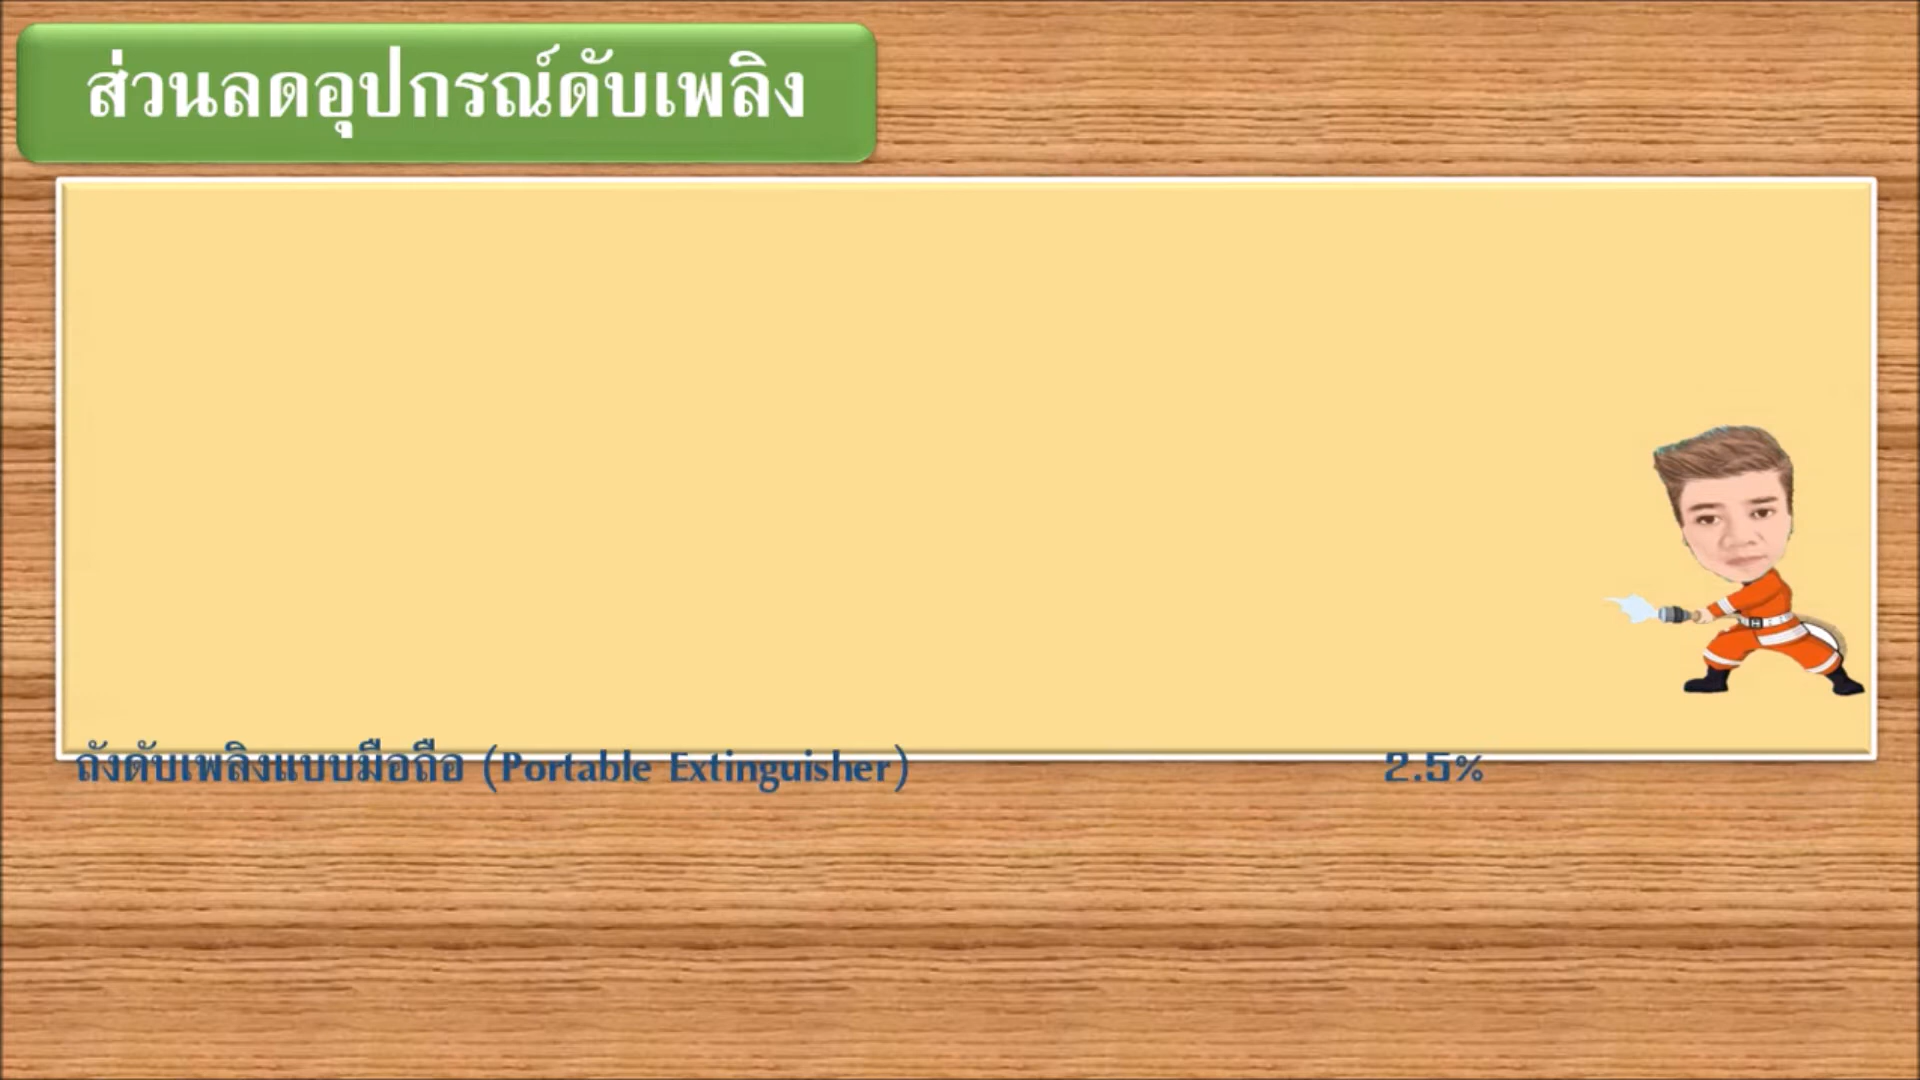 ส่วนลดอุปกรณ์ดับเพลิง
ถังดับเพลิงแบบมือถือ (Portable Extinguisher) 2.5%